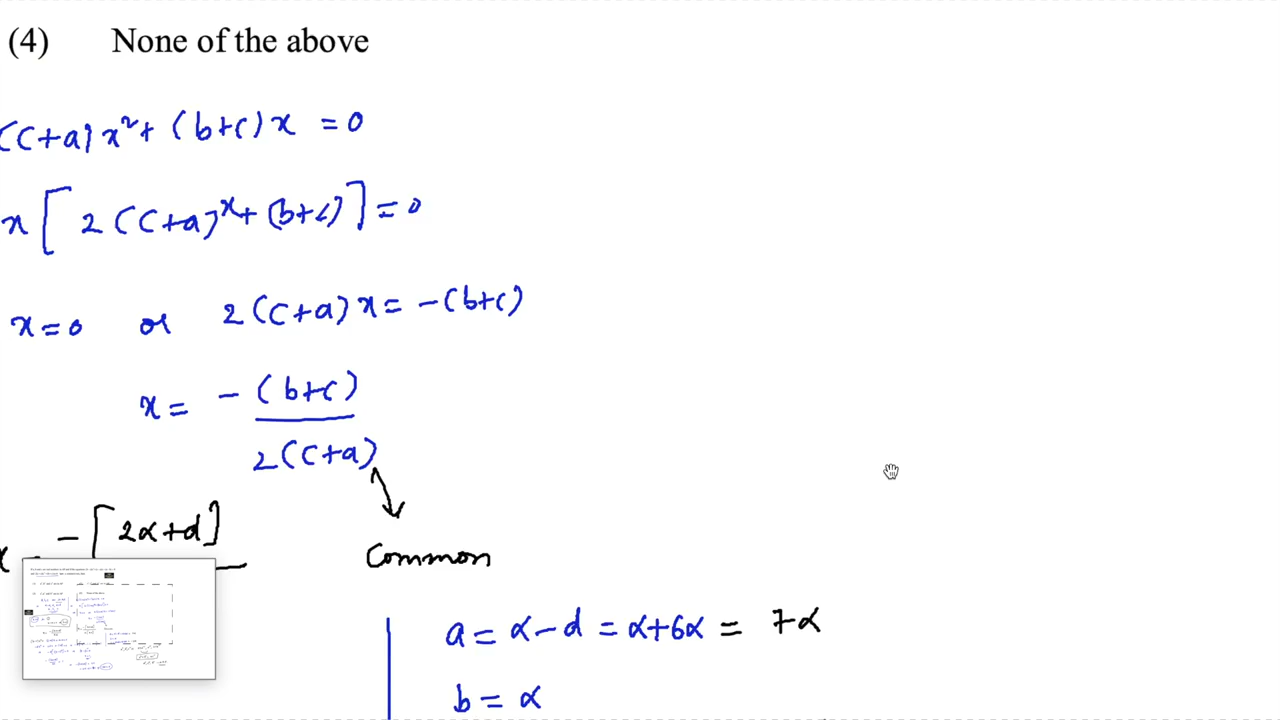 (4) None of the above
(c+a)x²+ (b+c)x = 0
x[2(c+a)x+(b+c)]=0
x=0 or 2(c+a)x= -(b+c)
x= -(b+c)
2(c+a)
-[2α+d]
Common
a= α-d = α+6α = 7α
b= α